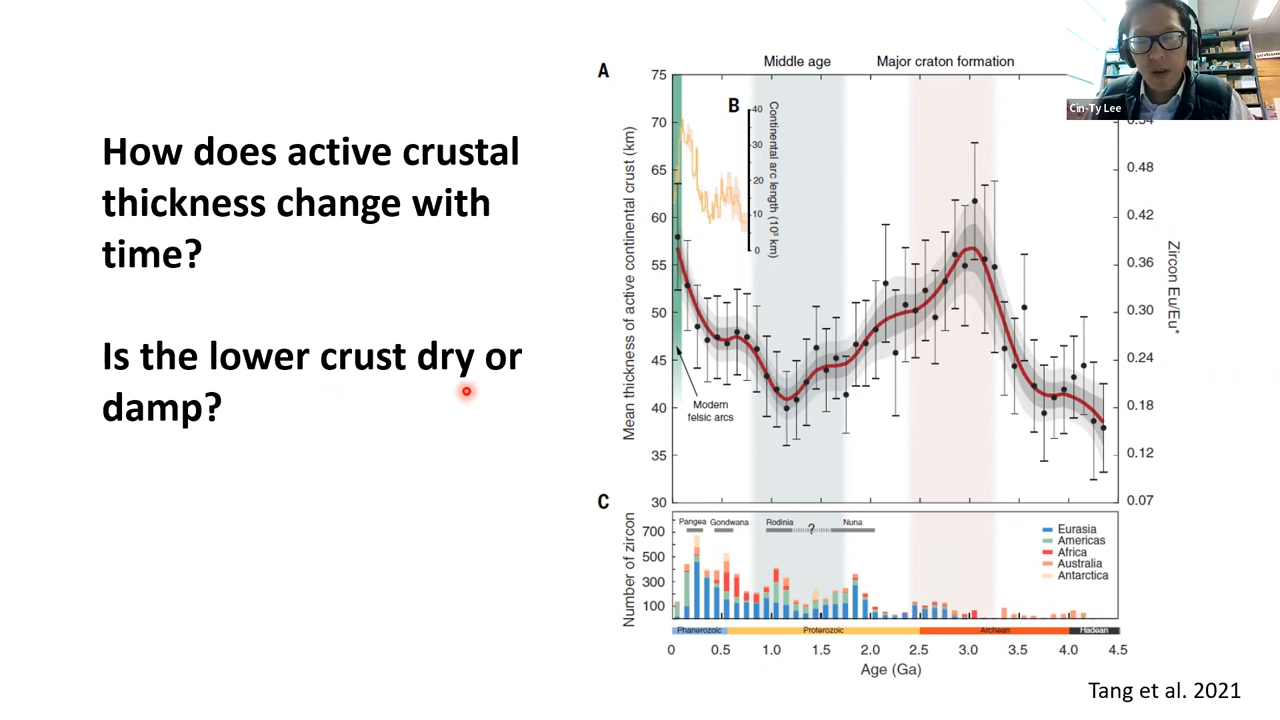 How does active crustal
thickness change with
time?
Is the lower crust dry or
damp?
Cin-Ty Lee
A
Middle age
Major craton formation
B
Continental arc length (10³ km)
40
30
20
10
0
Mean thickness of active continental crust (km)
75
70
65
60
55
50
45
40
35
30
Modern
felsic arcs
0.54
0.48
0.42
0.36
0.30
0.24
0.18
0.12
0.07
Zircon Eu/Eu*
C
Number of zircon
700
500
300
100
Pangea
Gondwana
Rodinia
?
Nuna
Eurasia
Americas
Africa
Australia
Antarctica
Phanerozoic
Proterozoic
Archean
Hadean
0
0.5
1.0
1.5
2.0
2.5
3.0
3.5
4.0
4.5
Age (Ga)
Tang et al. 2021